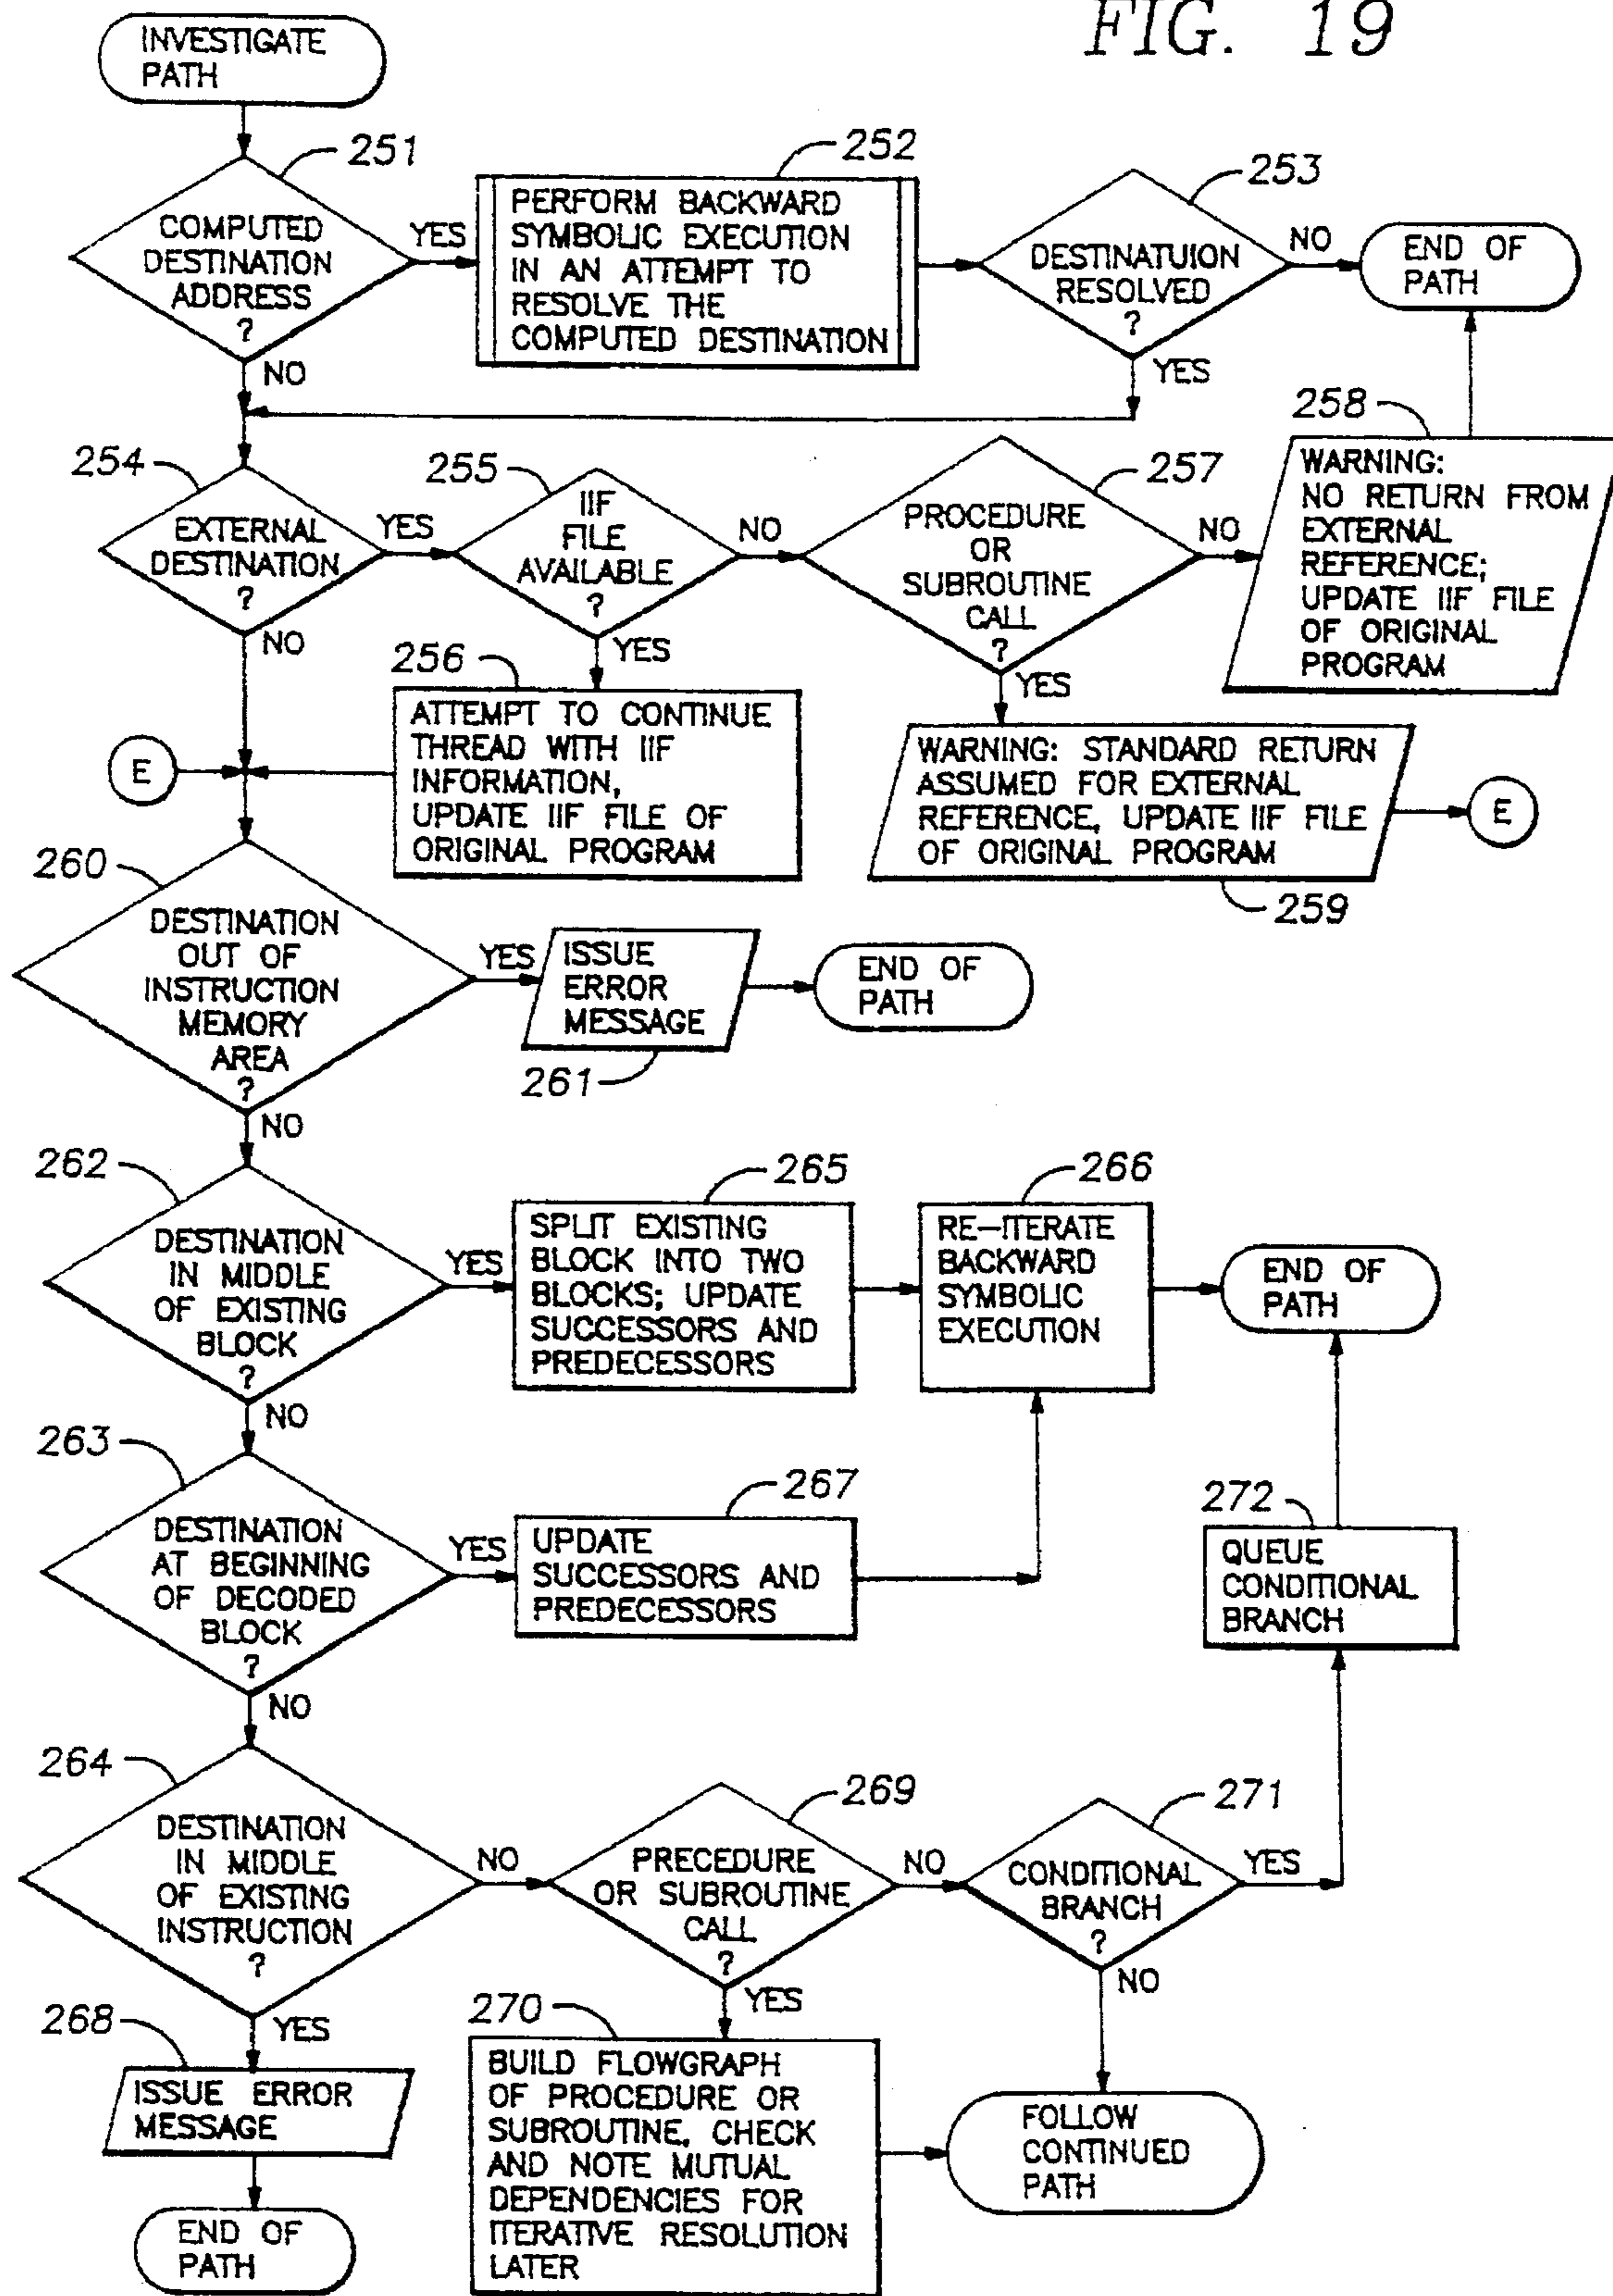 FIG. 19
INVESTIGATE
PATH
251
COMPUTED
DESTINATION
ADDRESS
?
YES
NO
252
PERFORM BACKWARD
SYMBOLIC EXECUTION
IN AN ATTEMPT TO
RESOLVE THE
COMPUTED DESTINATION
253
DESTINATUION
RESOLVED
?
NO
YES
END OF
PATH
254
EXTERNAL
DESTINATION
?
YES
NO
255
IIF
FILE
AVAILABLE
?
NO
YES
257
PROCEDURE
OR
SUBROUTINE
CALL
?
NO
YES
258
WARNING:
NO RETURN FROM
EXTERNAL
REFERENCE;
UPDATE IIF FILE
OF ORIGINAL
PROGRAM
256
ATTEMPT TO CONTINUE
THREAD WITH IIF
INFORMATION,
UPDATE IIF FILE OF
ORIGINAL PROGRAM
E
WARNING: STANDARD RETURN
ASSUMED FOR EXTERNAL
REFERENCE, UPDATE IIF FILE
OF ORIGINAL PROGRAM
259
E
260
DESTINATION
OUT OF
INSTRUCTION
MEMORY
AREA
?
YES
NO
ISSUE
ERROR
MESSAGE
261
END OF
PATH
262
DESTINATION
IN MIDDLE
OF EXISTING
BLOCK
?
YES
NO
265
SPLIT EXISTING
BLOCK INTO TWO
BLOCKS; UPDATE
SUCCESSORS AND
PREDECESSORS
266
RE-ITERATE
BACKWARD
SYMBOLIC
EXECUTION
END OF
PATH
263
DESTINATION
AT BEGINNING
OF DECODED
BLOCK
?
YES
NO
267
UPDATE
SUCCESSORS AND
PREDECESSORS
272
QUEUE
CONDITIONAL
BRANCH
264
DESTINATION
IN MIDDLE
OF EXISTING
INSTRUCTION
?
NO
YES
269
PRECEDURE
OR SUBROUTINE
CALL
?
NO
YES
271
CONDITIONAL
BRANCH
?
YES
NO
268
ISSUE ERROR
MESSAGE
END OF
PATH
270
BUILD FLOWGRAPH
OF PROCEDURE OR
SUBROUTINE, CHECK
AND NOTE MUTUAL
DEPENDENCIES FOR
ITERATIVE RESOLUTION
LATER
FOLLOW
CONTINUED
PATH